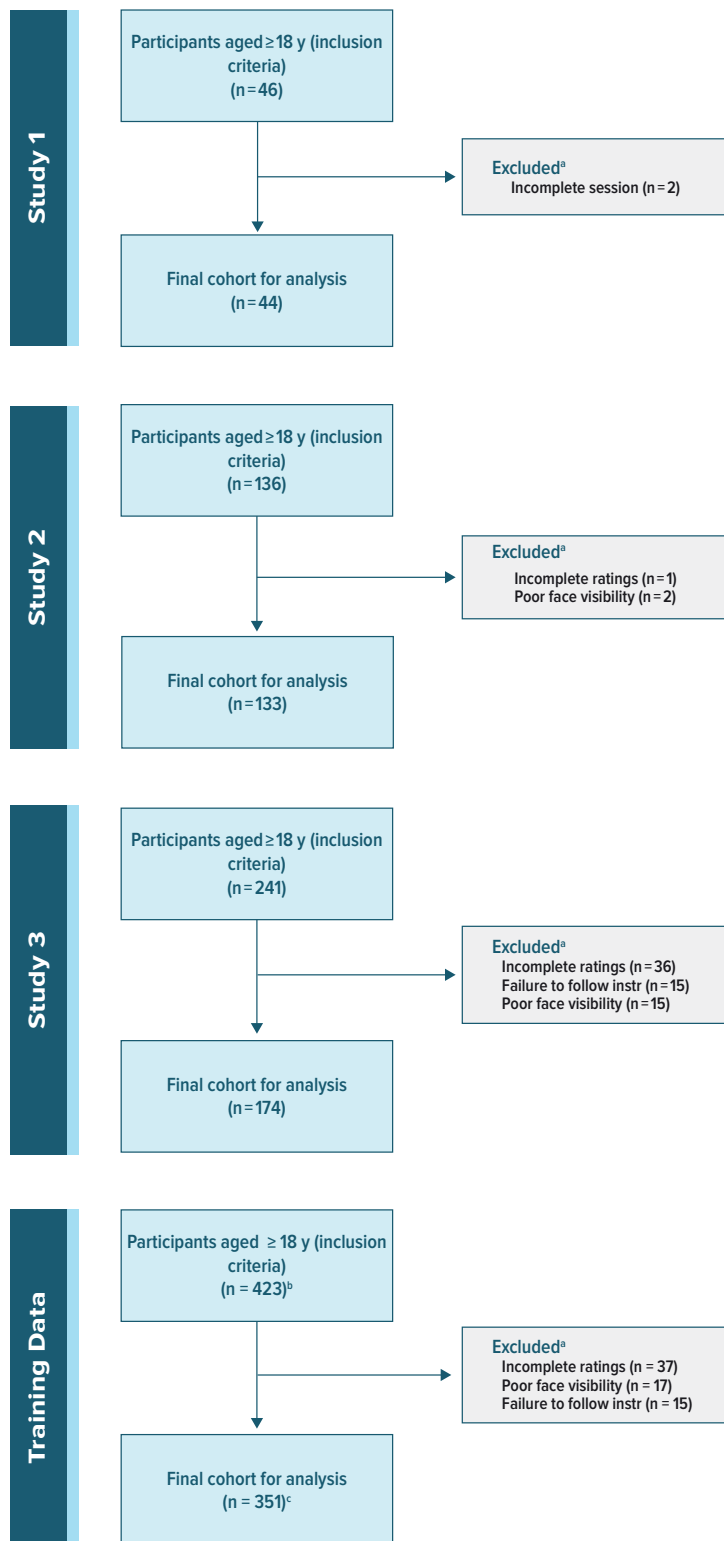 Study 1
Participants aged ≥ 18 y (inclusion
criteria)
(n = 46)
Excludedᵃ
Incomplete session (n = 2)
Final cohort for analysis
(n = 44)
Study 2
Participants aged ≥ 18 y (inclusion
criteria)
(n = 136)
Excludedᵃ
Incomplete ratings (n = 1)
Poor face visibility (n = 2)
Final cohort for analysis
(n = 133)
Study 3
Participants aged ≥ 18 y (inclusion
criteria)
(n = 241)
Excludedᵃ
Incomplete ratings (n = 36)
Failure to follow instr (n = 15)
Poor face visibility (n = 15)
Final cohort for analysis
(n = 174)
Training Data
Participants aged ≥ 18 y (inclusion
criteria)
(n = 423)ᵇ
Excludedᵃ
Incomplete ratings (n = 37)
Poor face visibility (n = 17)
Failure to follow instr (n = 15)
Final cohort for analysis
(n = 351)ᶜ